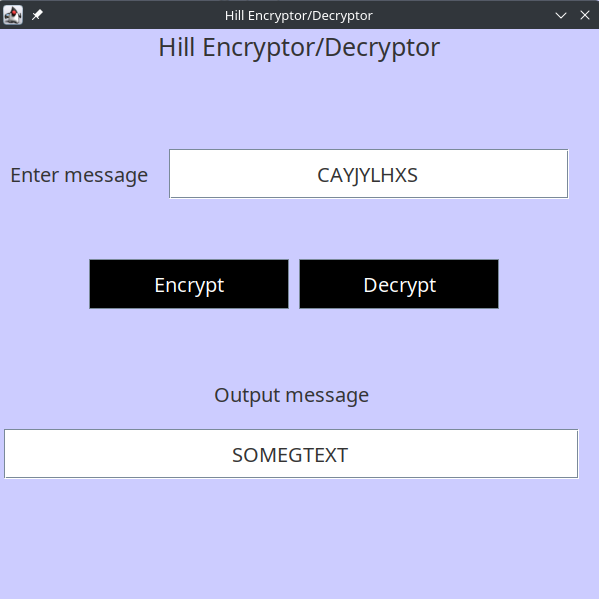 Hill Encryptor/Decryptor
Hill Encryptor/Decryptor
Enter message CAYJYLHXS
Encrypt Decrypt
Output message
SOMEGTEXT